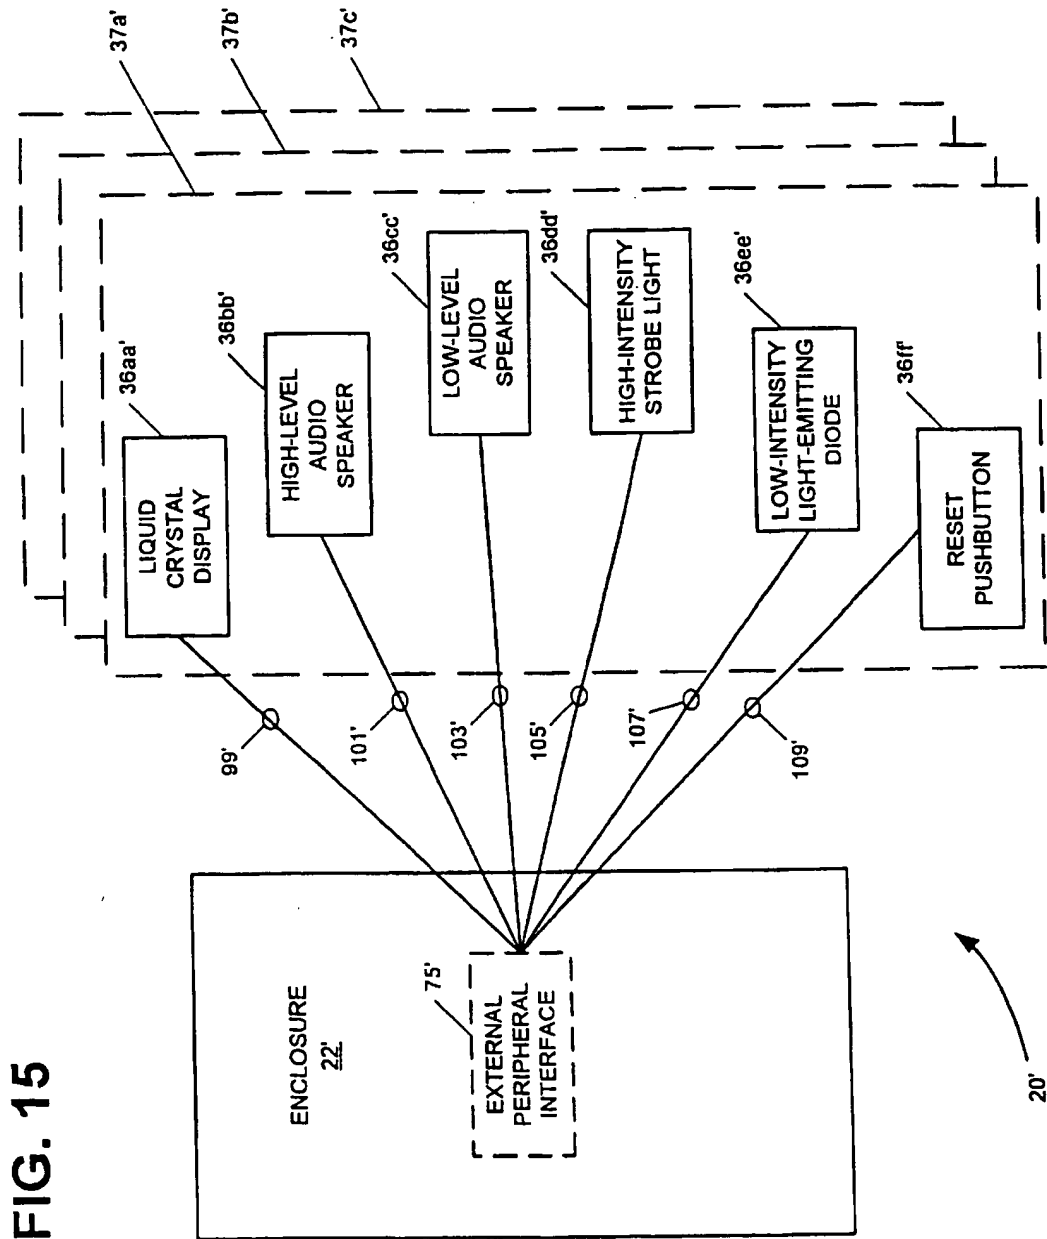 FIG. 15
ENCLOSURE
22'
75'
EXTERNAL
PERIPHERAL
INTERFACE
20'
99'
101'
103'
105'
107'
109'
36aa'
LIQUID
CRYSTAL
DISPLAY
36bb'
HIGH-LEVEL
AUDIO
SPEAKER
36cc'
LOW-LEVEL
AUDIO
SPEAKER
36dd'
HIGH-INTENSITY
STROBE LIGHT
36ee'
LOW-INTENSITY
LIGHT-EMITTING
DIODE
36ff'
RESET
PUSHBUTTON
37a'
37b'
37c'